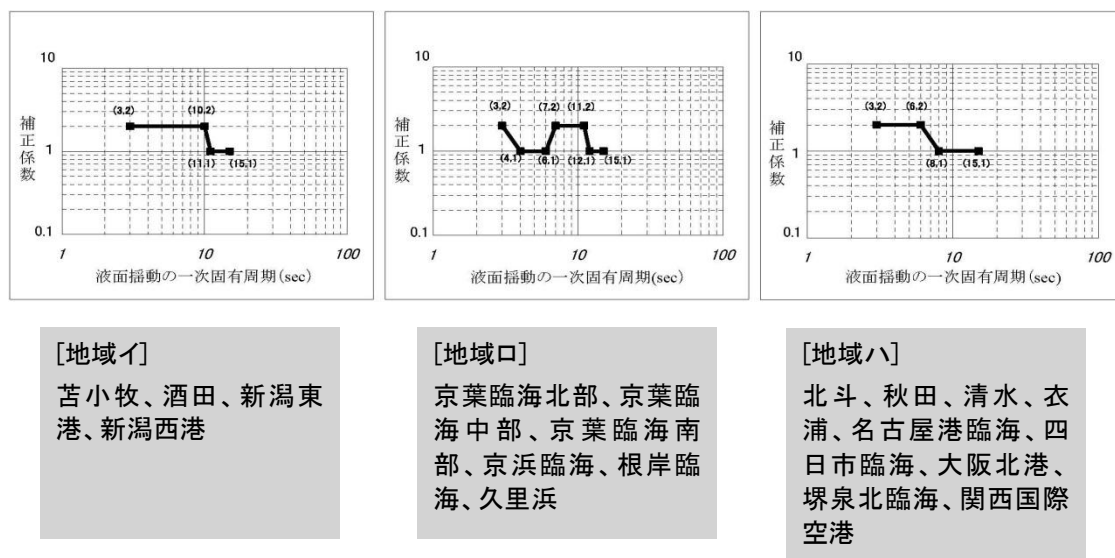 10
1
0.1
補正係数
(3,2)
(10,2)
(11,1)
(15,1)
1
10
100
液面揺動の一次固有周期(sec)
10
1
0.1
補正係数
(3,2)
(7,2)
(11,2)
(4,1)
(6,1)
(12,1)
(15,1)
1
10
100
液面揺動の一次固有周期(sec)
10
1
0.1
補正係数
(3,2)
(6,2)
(8,1)
(15,1)
1
10
100
液面揺動の一次固有周期(sec)
[地域イ]
苫小牧、酒田、新潟東
港、新潟西港
[地域ロ]
京葉臨海北部、京葉臨
海中部、京葉臨海南
部、京浜臨海、根岸臨
海、久里浜
[地域ハ]
北斗、秋田、清水、衣
浦、名古屋港臨海、四
日市臨海、大阪北港、
堺泉北臨海、関西国際
空港